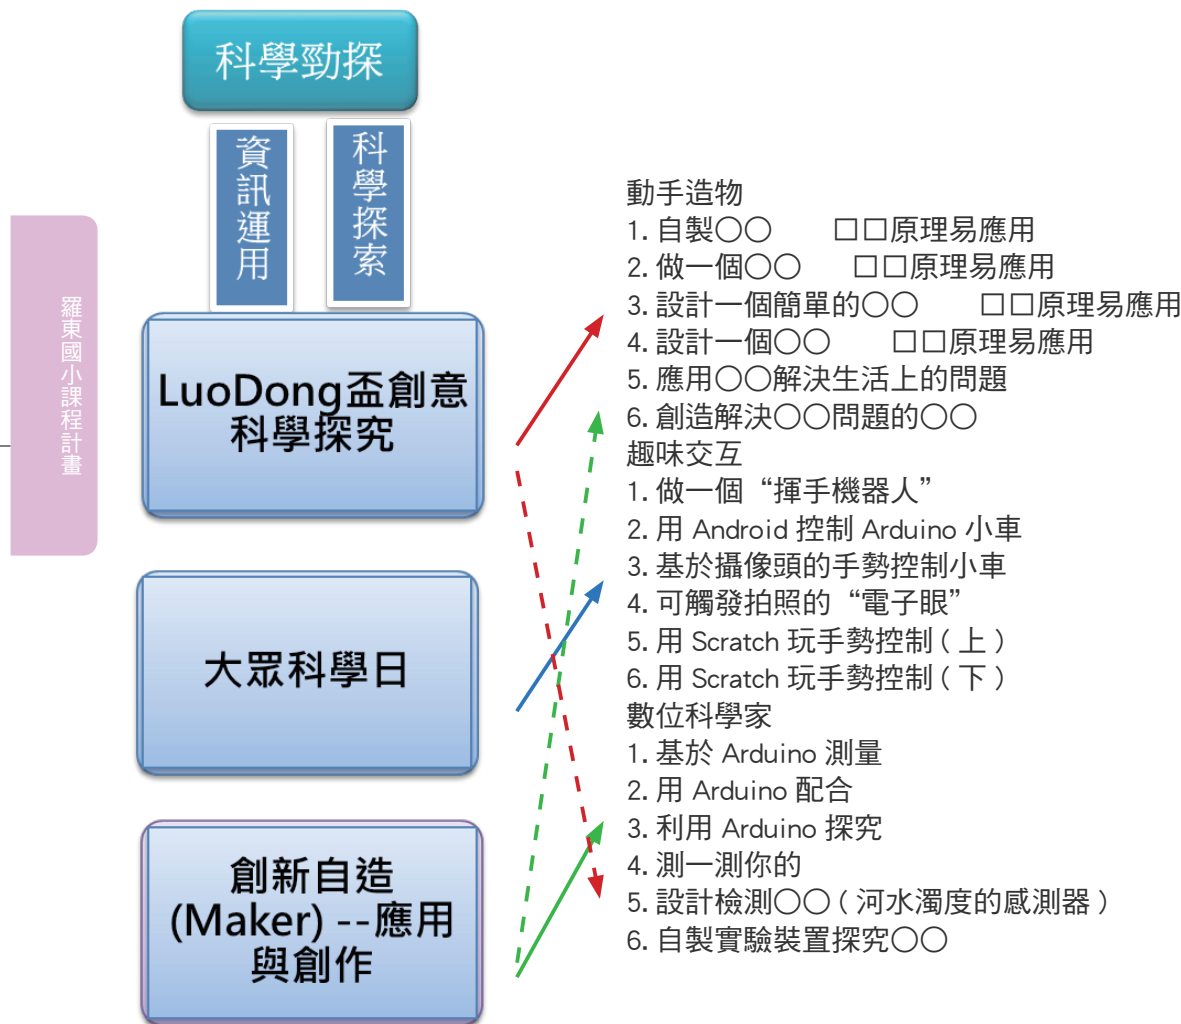 科學勁探
資訊運用
科學探索
羅東國小課程計畫
LuoDong盃創意
科學探究
大眾科學日
創新自造
(Maker) --應用
與創作
動手造物
1. 自製○○　　□□原理易應用
2. 做一個○○　　□□原理易應用
3. 設計一個簡單的○○　　□□原理易應用
4. 設計一個○○　　□□原理易應用
5. 應用○○解決生活上的問題
6. 創造解決○○問題的○○
趣味交互
1. 做一個“揮手機器人”
2. 用 Android 控制 Arduino 小車
3. 基於攝像頭的手勢控制小車
4. 可觸發拍照的“電子眼”
5. 用 Scratch 玩手勢控制 ( 上 )
6. 用 Scratch 玩手勢控制 ( 下 )
數位科學家
1. 基於 Arduino 測量
2. 用 Arduino 配合
3. 利用 Arduino 探究
4. 測一測你的
5. 設計檢測○○ ( 河水濁度的感測器 )
6. 自製實驗裝置探究○○